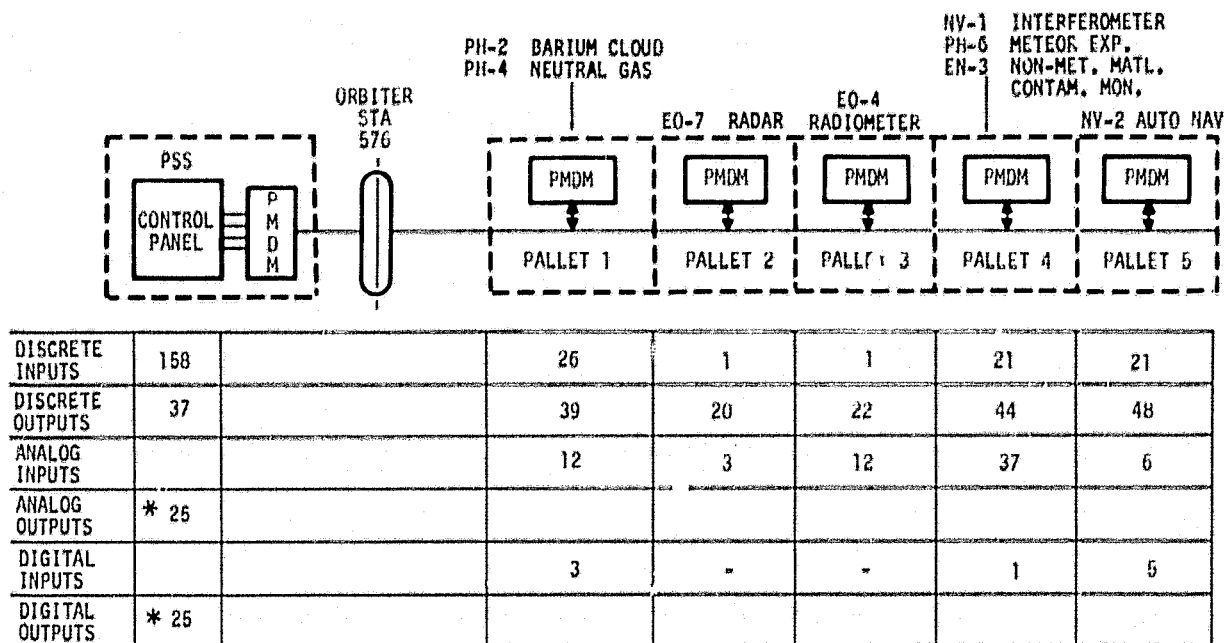 NV-1 INTERFEROMETER
PH-6 METEOR EXP.
EN-3 NON-MET. MATL.
CONTAM. MON.
PH-2 BARIUM CLOUD
PH-4 NEUTRAL GAS
ORBITER
STA
576
EO-7 RADAR
EO-4
RADIOMETER
NV-2 AUTO NAV
PSS
CONTROL
PANEL
PMDM
PMDM
PMDM
PMDM
PMDM
PMDM
PALLET 1
PALLET 2
PALLET 3
PALLET 4
PALLET 5
DISCRETE INPUTS 158 26 1 1 21 21
DISCRETE OUTPUTS 37 39 20 22 44 48
ANALOG INPUTS 12 3 12 37 6
ANALOG OUTPUTS * 25
DIGITAL INPUTS 3 - - 1 5
DIGITAL OUTPUTS * 25